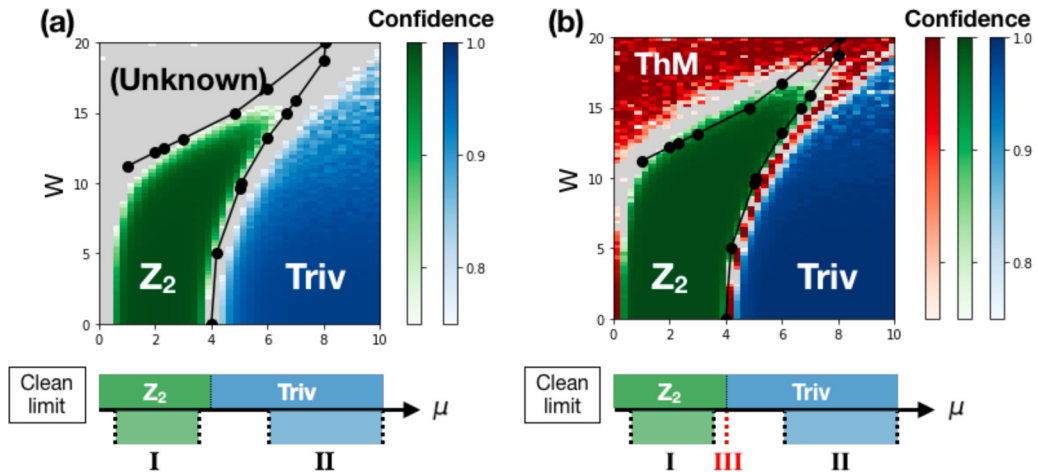 (a)
Confidence
W
20
15
10
5
0
(Unknown)
Z2
Triv
0 2 4 6 8 10
1.0
0.9
0.8
Clean limit
Z2 Triv
μ
I II
(b)
Confidence
W
20
15
10
5
0
ThM
Z2
Triv
0 2 4 6 8 10
1.0
0.9
0.8
Clean limit
Z2 Triv
μ
I III II